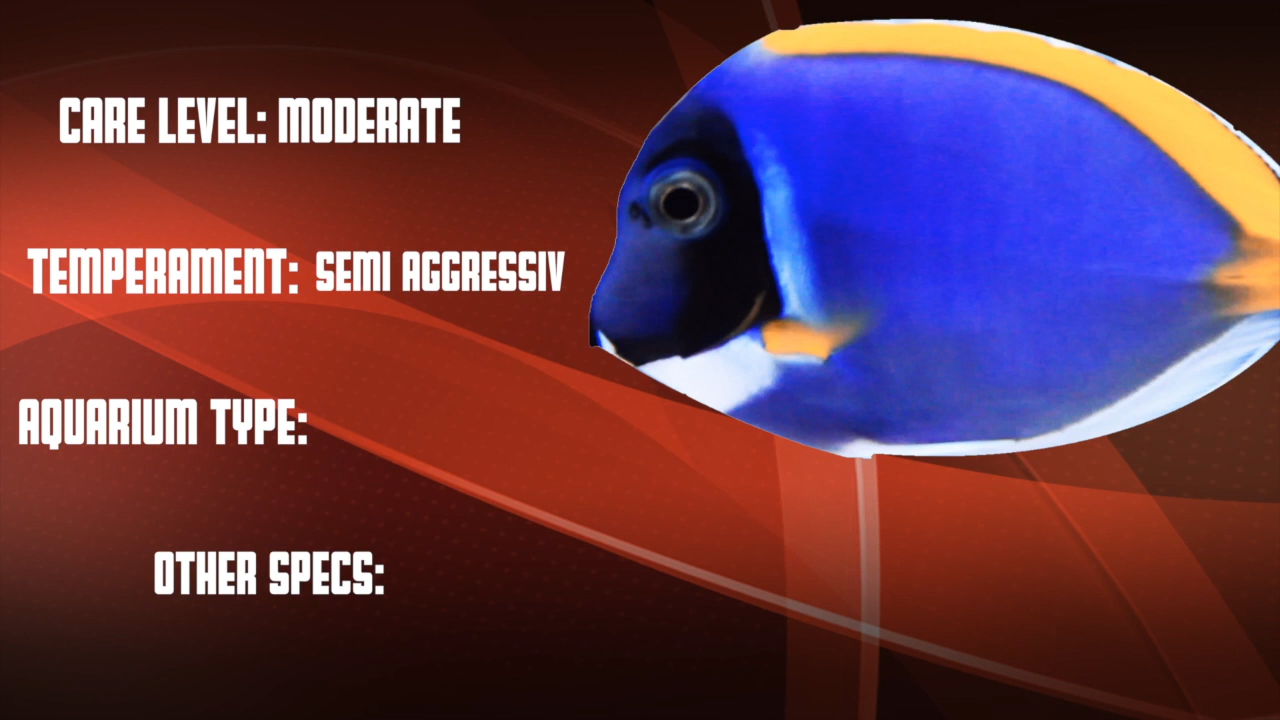 CARE LEVEL: MODERATE
TEMPERAMENT: SEMI AGGRESSIV
AQUARIUM TYPE:
OTHER SPECS: